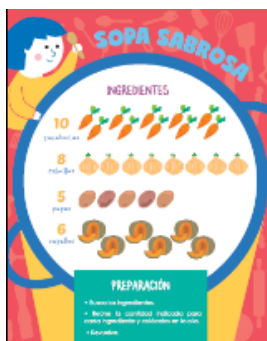 SOPA SABROSA
INGREDIENTES
10
zanahorias
8
cebollas
5
papas
6
zapallos
PREPARACIÓN
• Busca los ingredientes.
• Reúne la cantidad indicada para
cada ingrediente y colócalos en la olla.